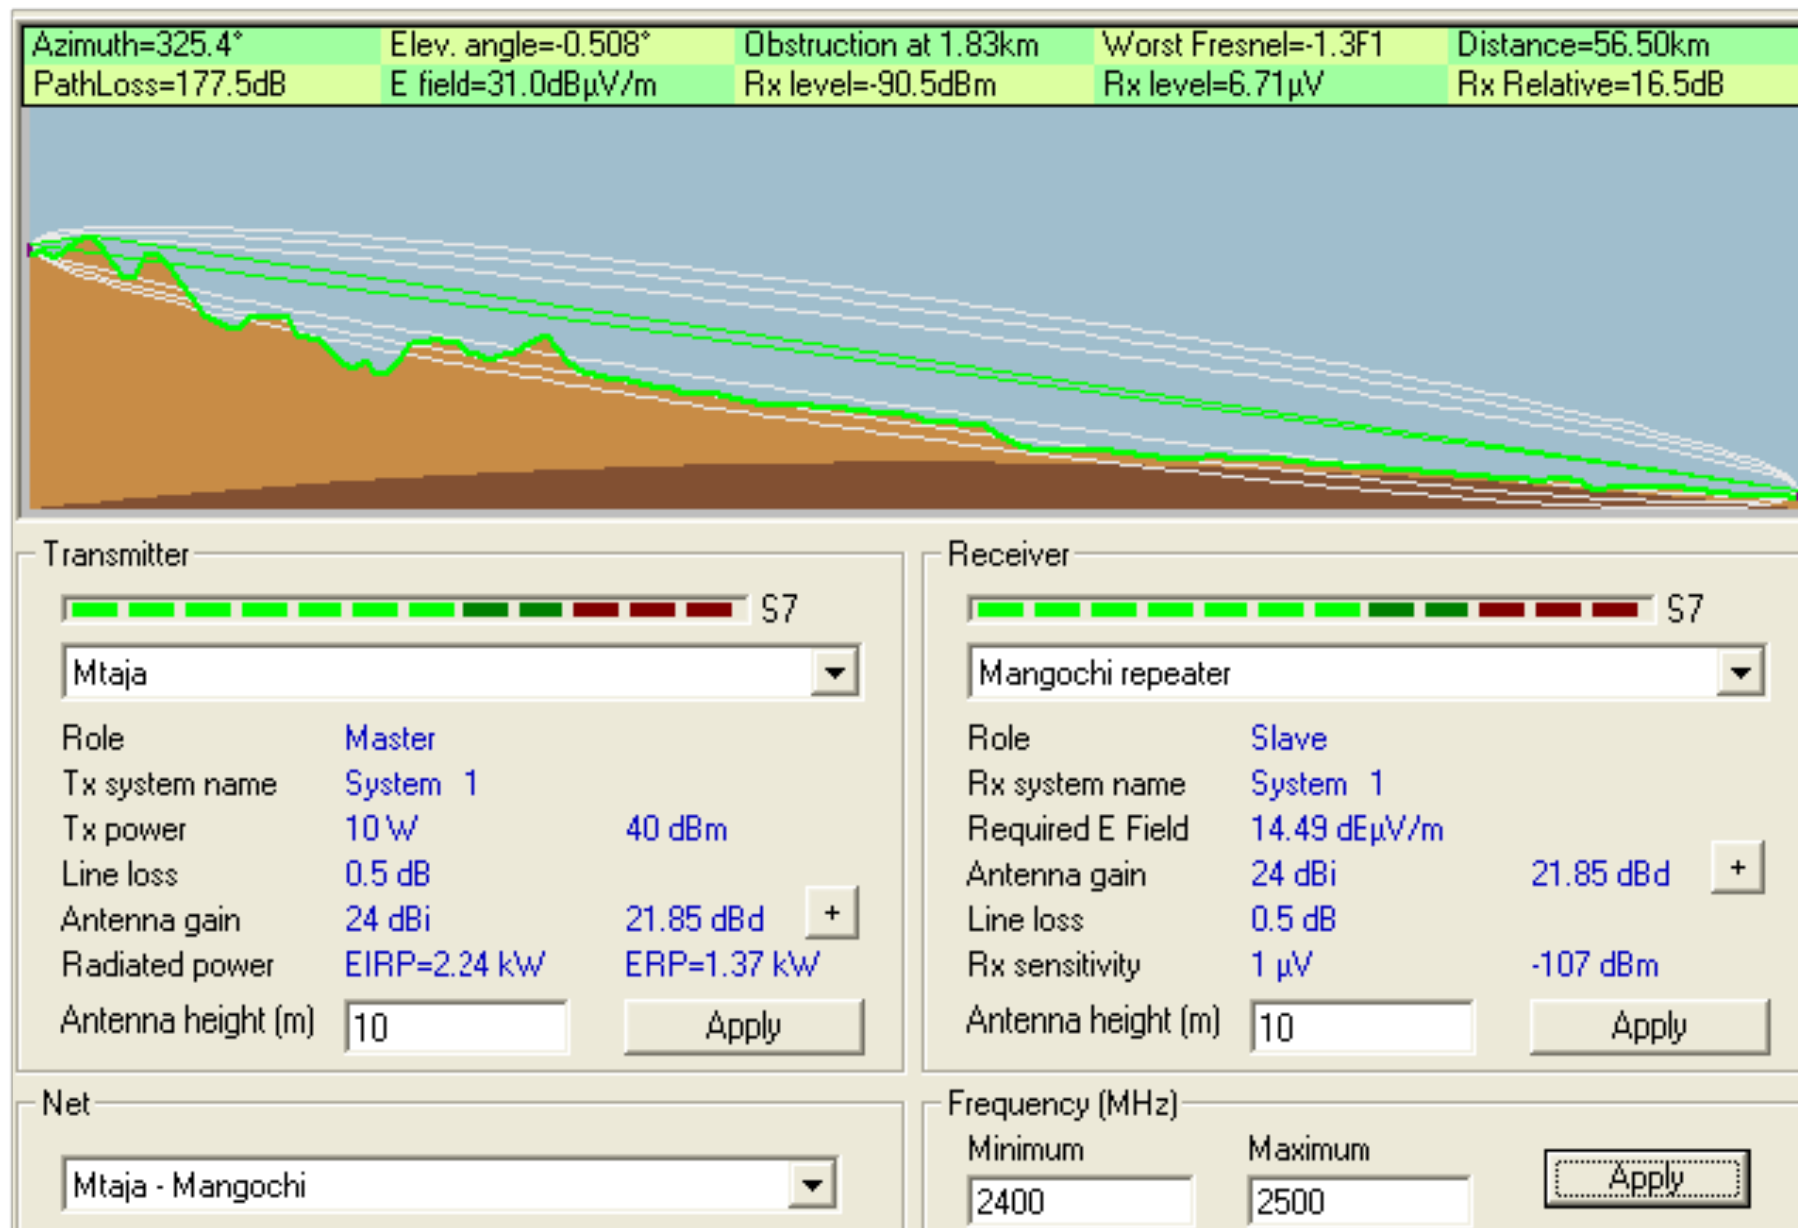 Azimuth=325.4° Elev. angle=-0.508° Obstruction at 1.83km Worst Fresnel=-1.3F1 Distance=56.50km
PathLoss=177.5dB E field=31.0dBµV/m Rx level=-90.5dBm Rx level=6.71µV Rx Relative=16.5dB
Transmitter
S7
Mtaja
Role Master
Tx system name System 1
Tx power 10 W 40 dBm
Line loss 0.5 dB
Antenna gain 24 dBi 21.85 dBd +
Radiated power EIRP=2.24 kW ERP=1.37 kW
Antenna height (m) 10 Apply
Receiver
S7
Mangochi repeater
Role Slave
Rx system name System 1
Required E Field 14.49 dEµV/m
Antenna gain 24 dBi 21.85 dBd +
Line loss 0.5 dB
Rx sensitivity 1 µV -107 dBm
Antenna height (m) 10 Apply
Net
Mtaja - Mangochi
Frequency (MHz)
Minimum Maximum
2400 2500 Apply